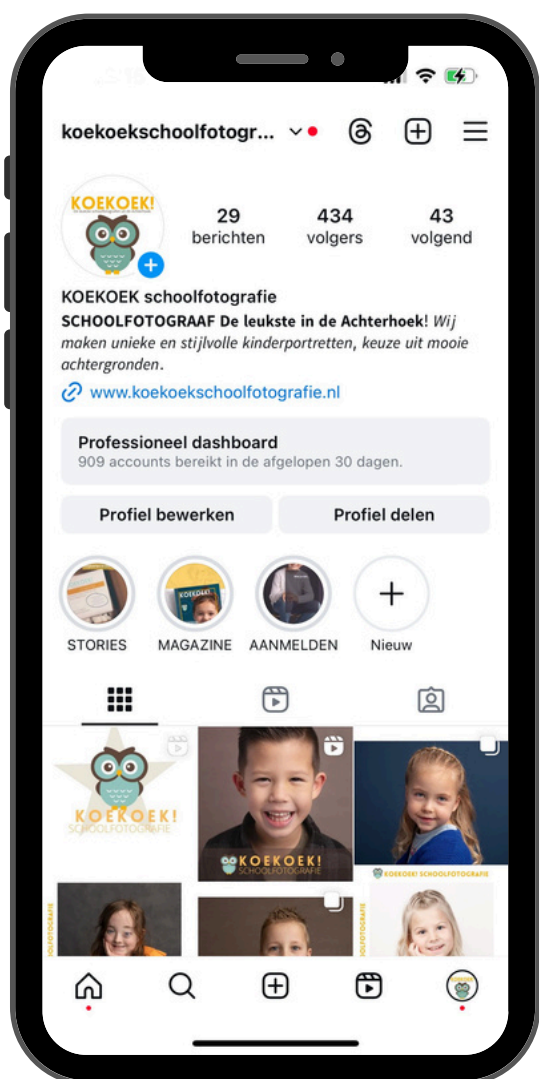 koekoekschoolfotogr...
KOEKOEK!
29 434 43
berichten volgers volgend
KOEKOEK schoolfotografie
SCHOOLFOTOGRAAF De leukste in de Achterhoek! Wij
maken unieke en stijlvolle kinderportretten, keuze uit mooie
achtergronden.
www.koekoekschoolfotografie.nl
Professioneel dashboard
909 accounts bereikt in de afgelopen 30 dagen.
Profiel bewerken Profiel delen
KOEKOEK!
STORIES MAGAZINE AANMELDEN Nieuw
KOEKOEK!
SCHOOLFOTOGRAFIE
KOEKOEK!
SCHOOLFOTOGRAFIE
KOEKOEK! SCHOOLFOTOGRAFIE